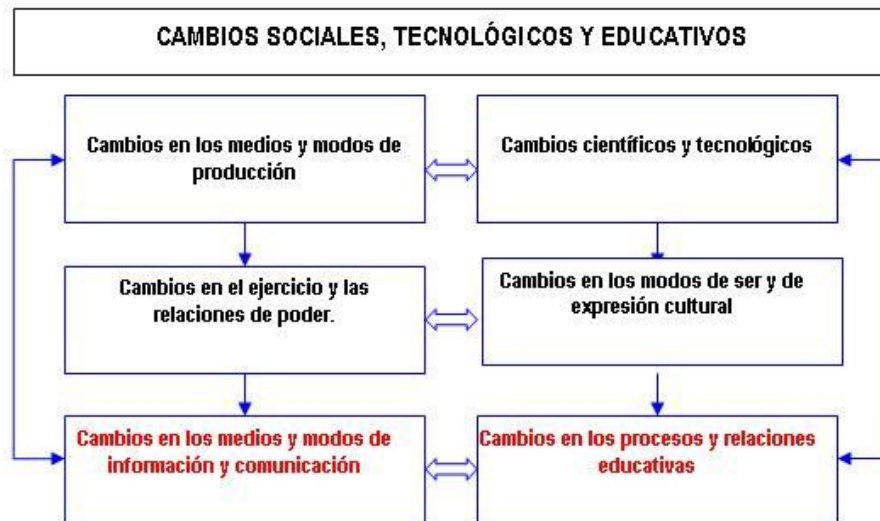 CAMBIOS SOCIALES, TECNOLÓGICOS Y EDUCATIVOS
Cambios en los medios y modos de
producción
Cambios científicos y tecnológicos
Cambios en el ejercicio y las
relaciones de poder.
Cambios en los modos de ser y de
expresión cultural
Cambios en los medios y modos de
información y comunicación
Cambios en los procesos y relaciones
educativas